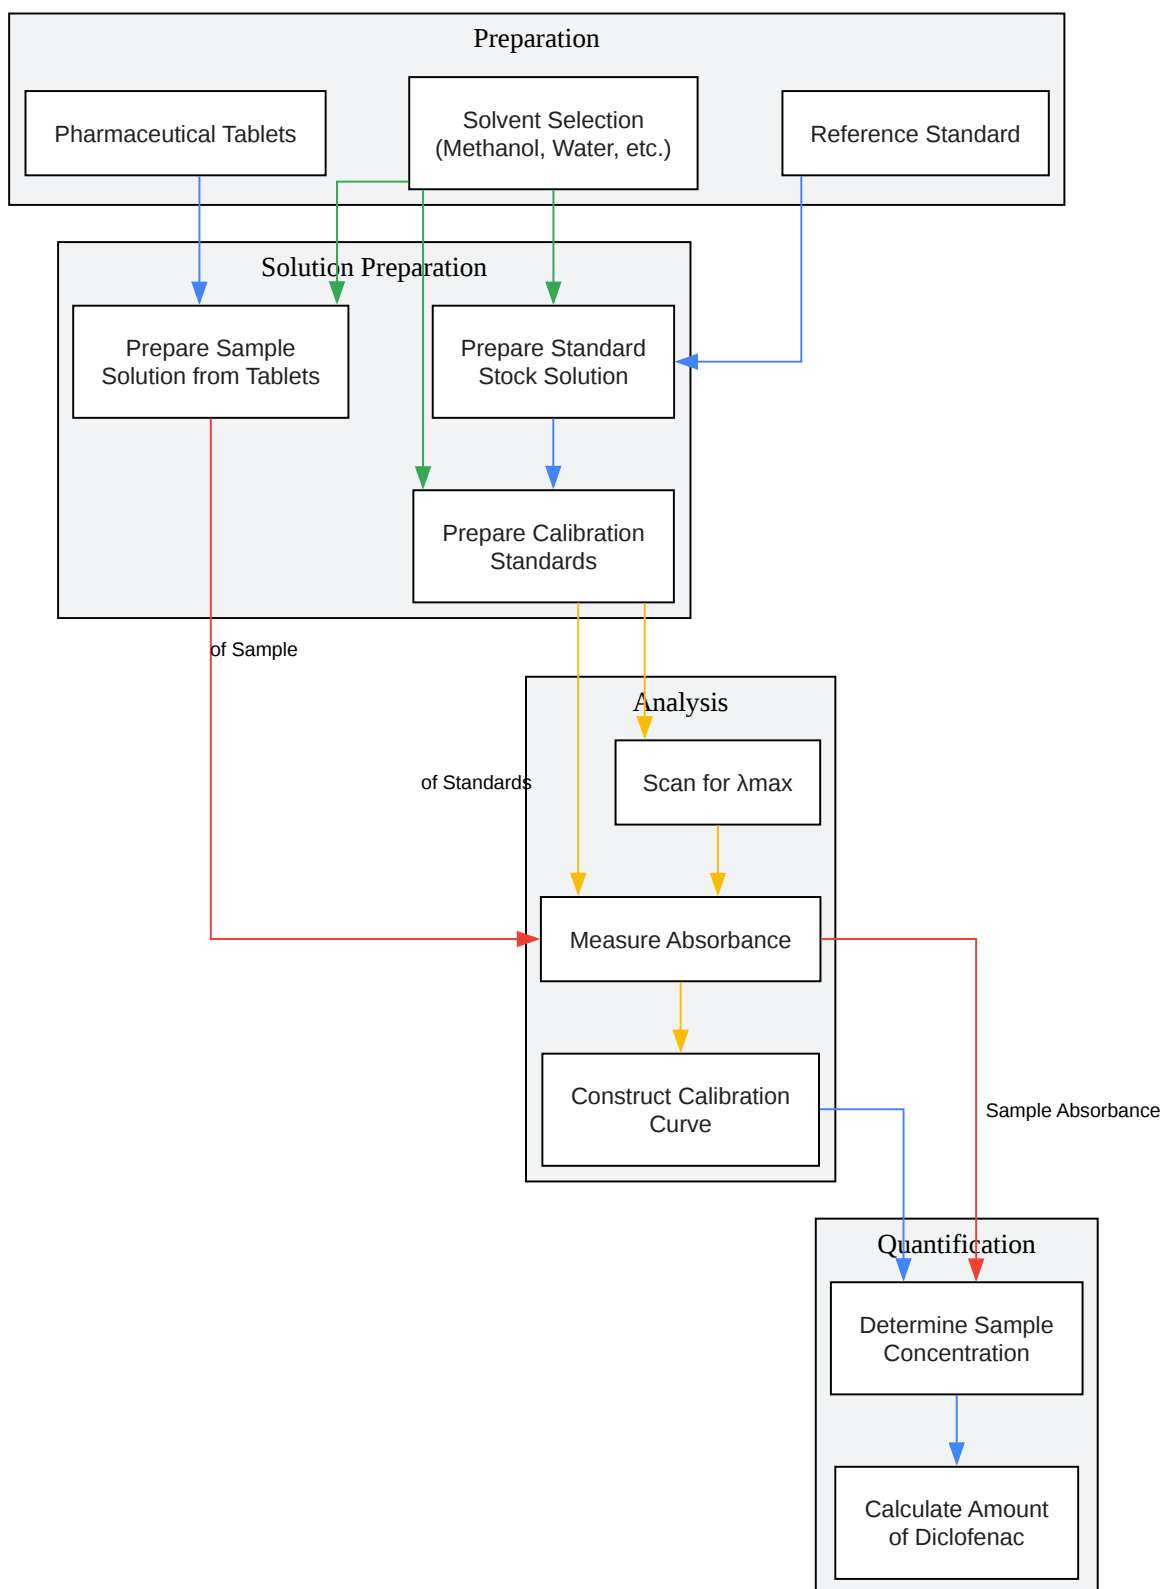 Preparation
Pharmaceutical Tablets
Solvent Selection
(Methanol, Water, etc.)
Reference Standard
Solution Preparation
Prepare Sample
Solution from Tablets
Prepare Standard
Stock Solution
Prepare Calibration
Standards
of Sample
Analysis
of Standards
Scan for λmax
Measure Absorbance
Construct Calibration
Curve
Sample Absorbance
Quantification
Determine Sample
Concentration
Calculate Amount
of Diclofenac